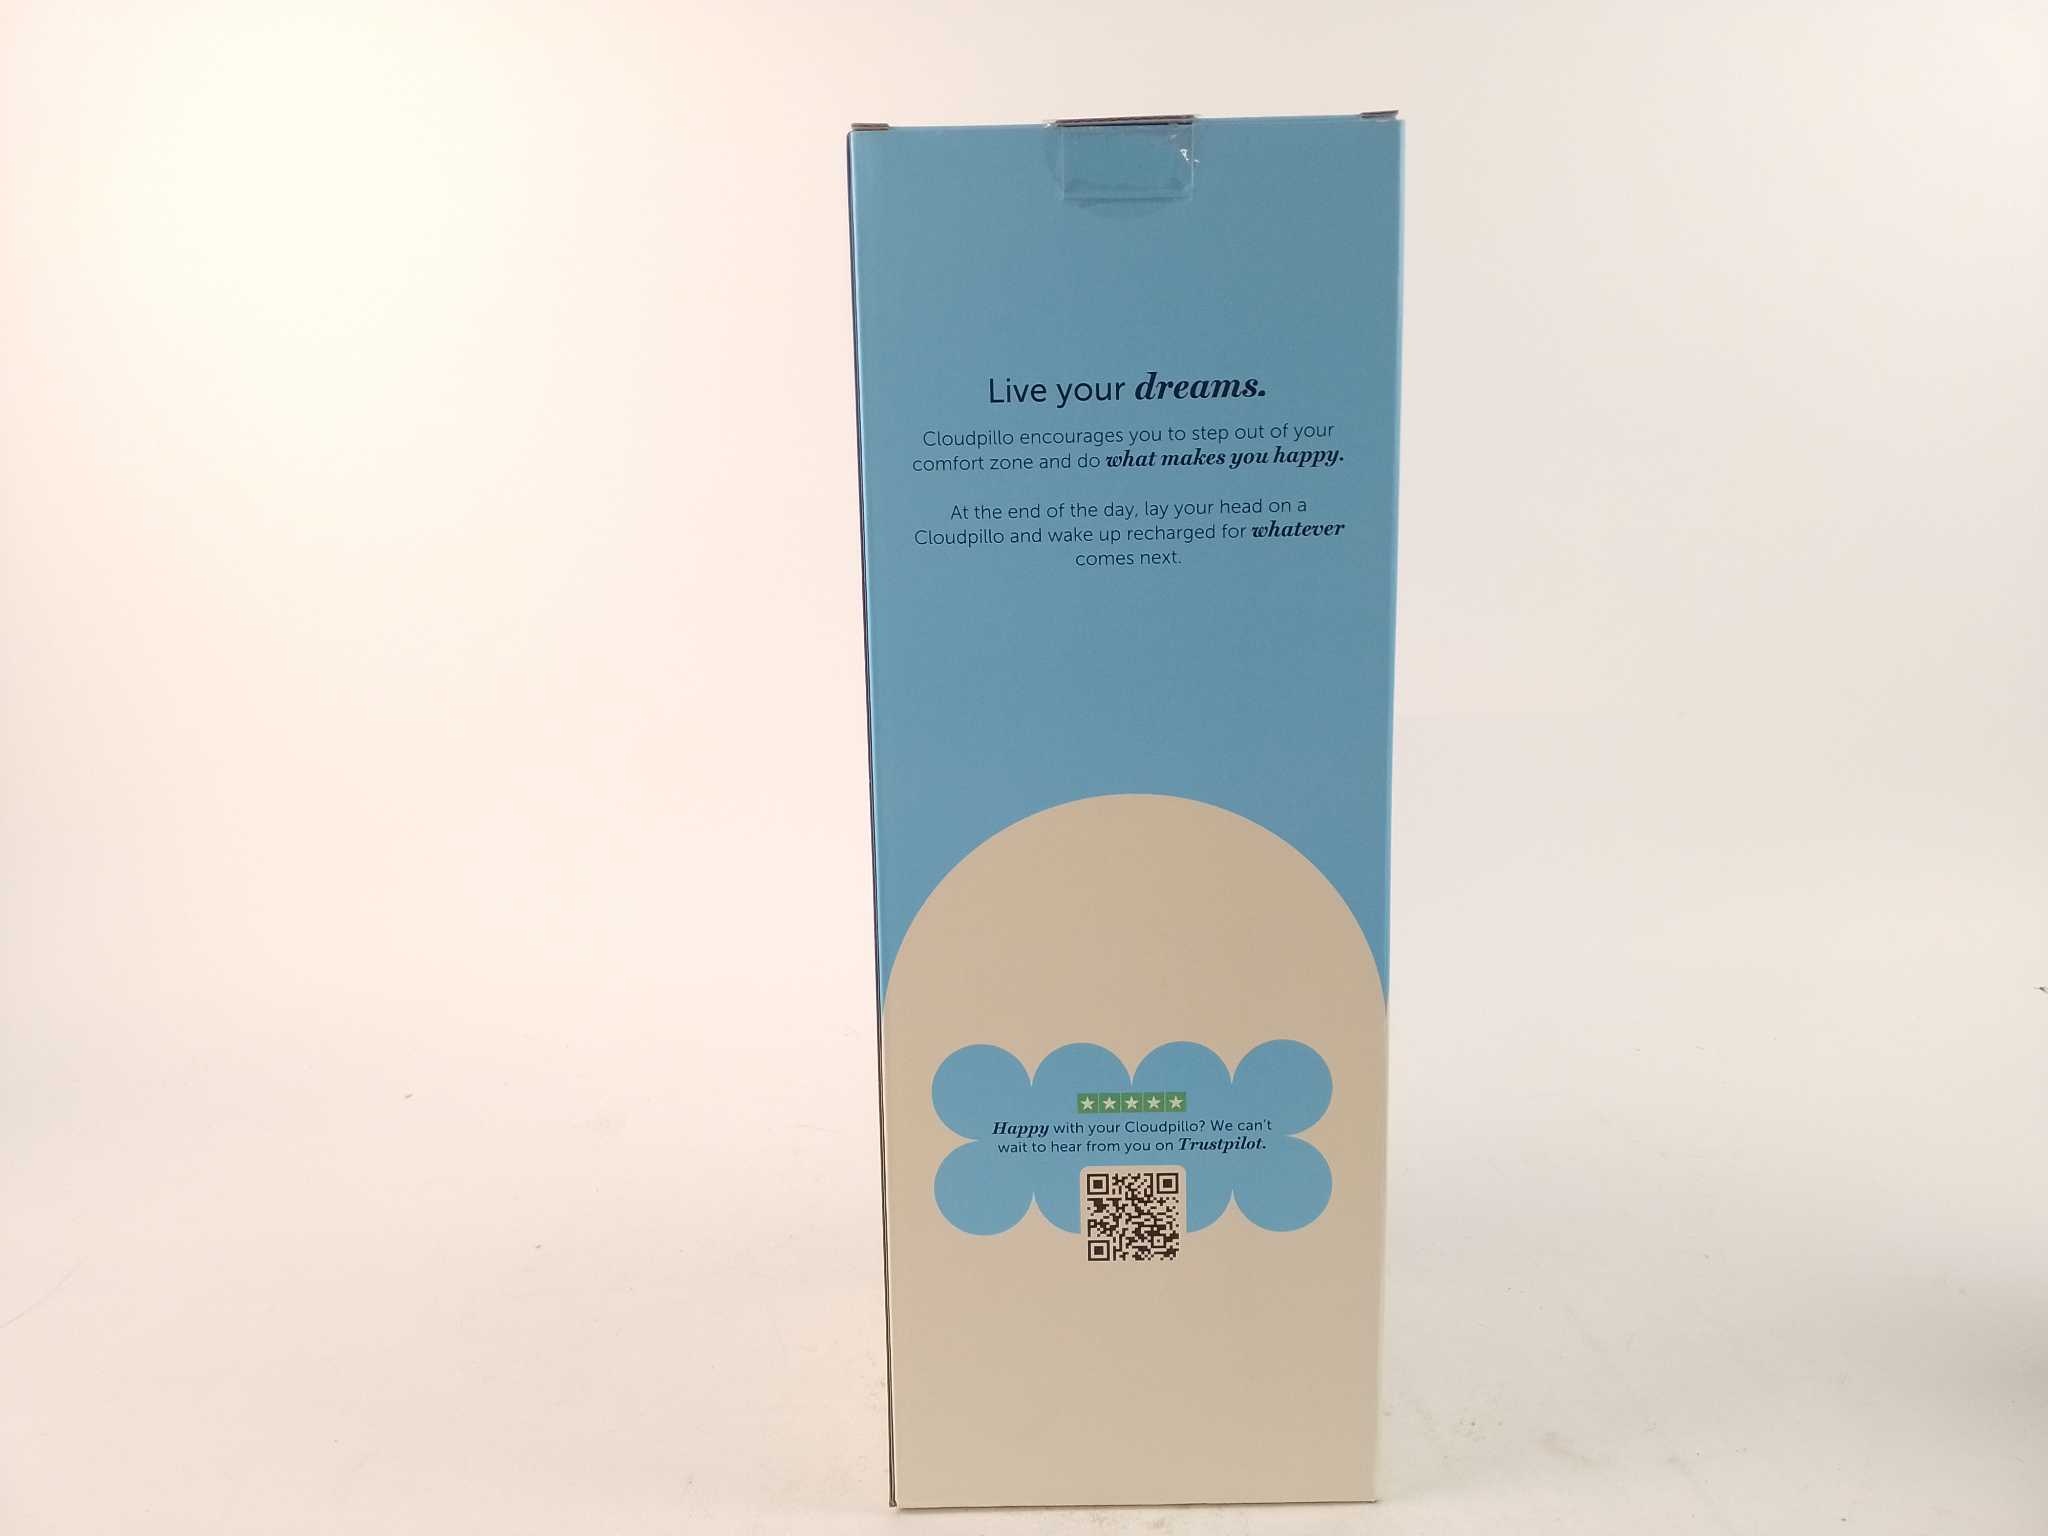 Live your dreams.
Cloudpillo encourages you to step out of your
comfort zone and do what makes you happy.
At the end of the day, lay your head on a
Cloudpillo and wake up recharged for whatever
comes next.
Happy with your Cloudpillo? We can't
wait to hear from you on Trustpilot.